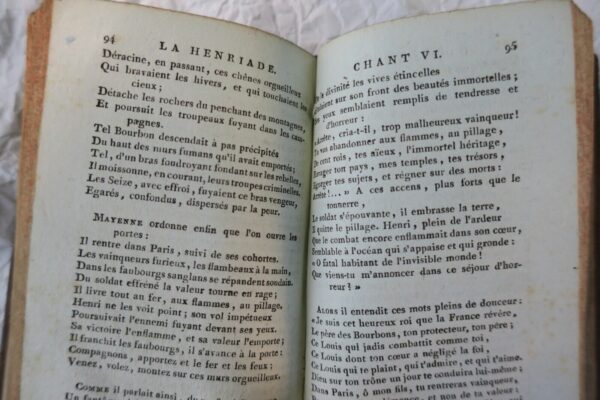 94
LA HENRIADE.
Déracine, en passant, ces chênes orgueilleux
Qui bravaient les hivers, et qui touchaient les
cieux;
Détache les rochers du penchant des montagnes,
Et poursuit les troupeaux fuyant dans les cam-
pagnes.
Tel Bourbon descendait à pas précipités
Du haut des murs fumans qu'il avait emportés;
Tel, d'un bras foudroyant fondant sur les rebelles,
Il moissonne, en courant, leurs troupes criminelles,
Les Seize, avec effroi, fuyaient ce bras vengeur,
Egarés, confondus, dispersés par la peur.
MAYENNE ordonne enfin que l'on ouvre les
portes:
Il rentre dans Paris, suivi de ses cohortes.
Les vainqueurs furieux, les flambeaux à la main,
Dans les faubourgs sanglans se répandent soudain.
Du soldat effréné la valeur tourne en rage;
Il livre tout au fer, aux flammes, au pillage.
Henri ne les voit point; son vol impétueux
Poursuivait l'ennemi fuyant devant ses yeux.
Sa victoire l'enflamme, et sa valeur l'emporte;
Il franchit les faubourgs, il s'avance à la porte:
Compagnons, apportez et le fer et les feux;
Venez, volez, montez sur ces murs orgueilleux.
COMME il parlait ainsi, du
Un fantôme
CHANT VI.
95
la divinité les vives étincelles
sur son front des beautés immortelles;
yeux semblaient remplis de tendresse et
d'horreur:
cria-t-il, trop malheureux vainqueur!
vas abandonner aux flammes, au pillage,
cent rois, tes aïeux, l'immortel héritage,
ton pays, mes temples, tes trésors,
Egorger tes sujets, et régner sur des morts:
...» A ces accens, plus forts que le
tonnerre,
Le soldat s'épouvante, il embrasse la terre,
Il quitte le pillage. Henri, plein de l'ardeur
Que le combat encore enflammait dans son cœur,
Semblable à l'océan qui s'appaise et qui gronde:
« O fatal habitant de l'invisible monde!
Que viens-tu m'annoncer dans ce séjour d'hor-
reur? »
ALORS il entendit ces mots pleins de douceur:
« Je suis cet heureux roi que la France révère,
Le père des Bourbons, ton protecteur, ton père;
Ce Louis qui jadis combattit comme toi,
Ce Louis dont ton cœur a négligé la foi,
Ce Louis qui te plaint, qui t'admire, et qui t'aime.
Dieu sur ton trône un jour te conduira lui-même;
Dans Paris, ô mon fils, tu rentreras vainqueur,